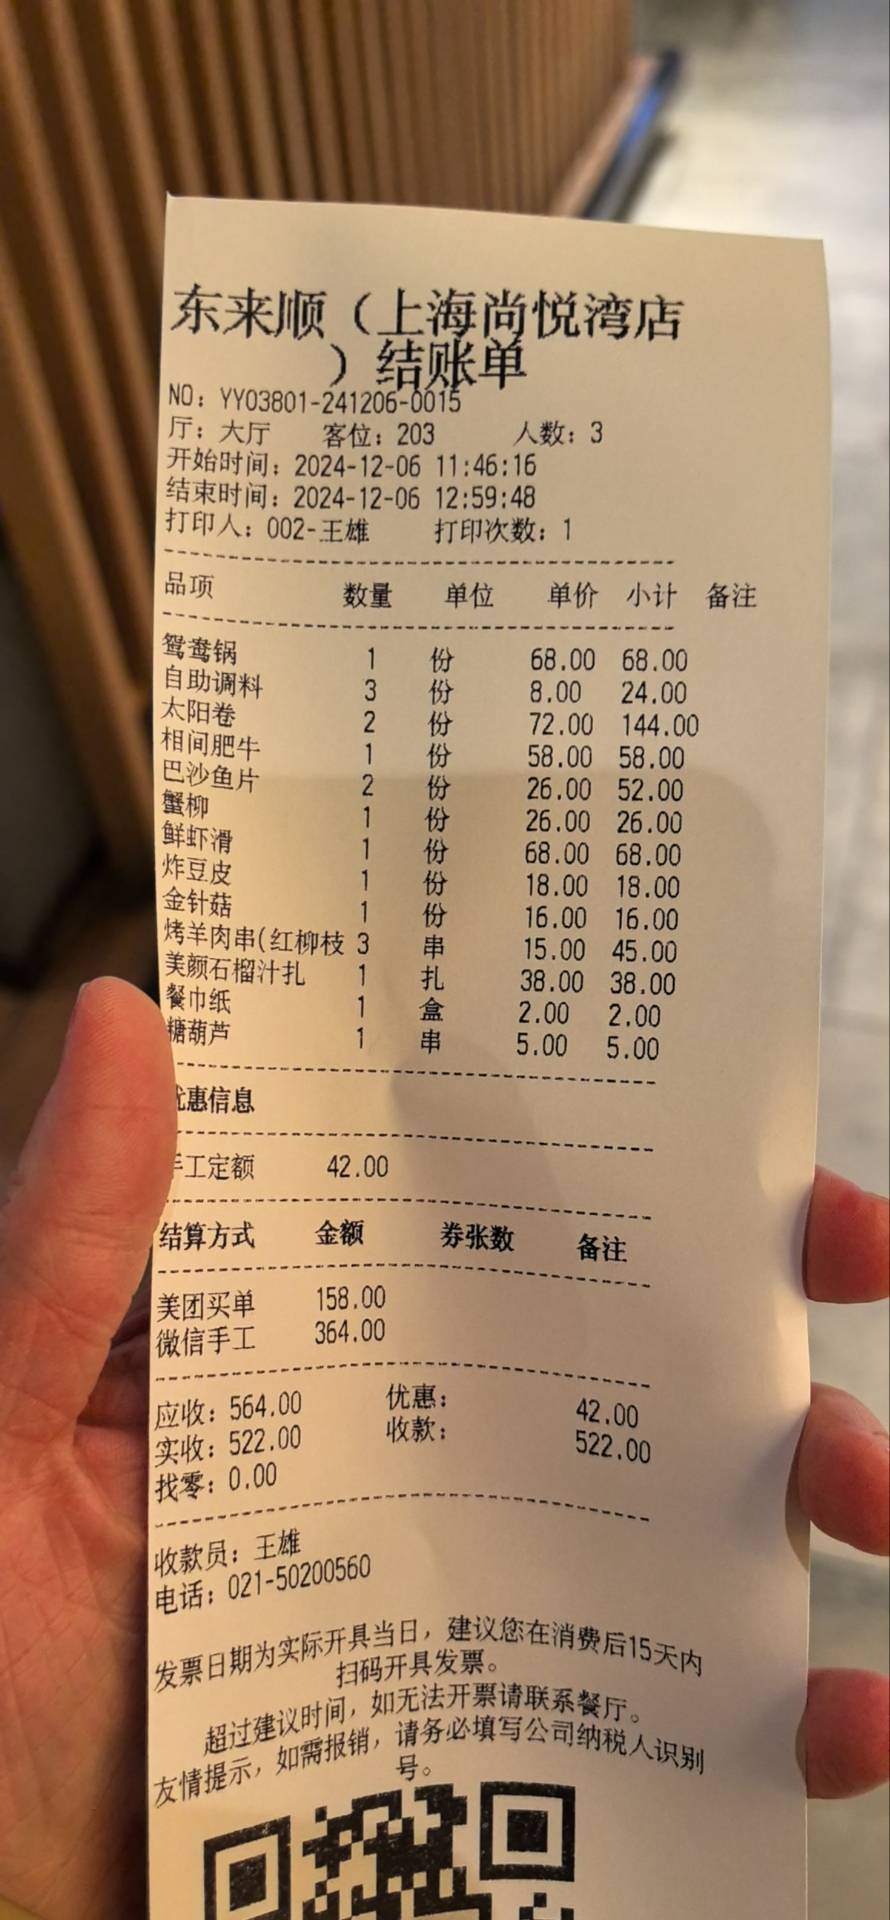 东来顺（上海尚悦湾店
）结账单
NO：YY03801-241206-0015
厅：大厅 客位：203 人数：3
开始时间：2024-12-06 11:46:16
结束时间：2024-12-06 12:59:48
打印人：002-王雄 打印次数：1
品项 数量 单位 单价 小计 备注
鸳鸯锅 1 份 68.00 68.00
自助调料 3 份 8.00 24.00
太阳卷 2 份 72.00 144.00
相间肥牛 1 份 58.00 58.00
巴沙鱼片 2 份 26.00 52.00
蟹柳 1 份 26.00 26.00
鲜虾滑 1 份 68.00 68.00
炸豆皮 1 份 18.00 18.00
金针菇 1 份 16.00 16.00
烤羊肉串(红柳枝 3 串 15.00 45.00
美颜石榴汁扎 1 扎 38.00 38.00
餐巾纸 1 盒 2.00 2.00
糖葫芦 1 串 5.00 5.00
优惠信息
手工定额 42.00
结算方式 金额 券张数 备注
美团买单 158.00
微信手工 364.00
应收：564.00 优惠： 42.00
实收：522.00 收款： 522.00
找零：0.00
收款员：王雄
电话：021-50200560
发票日期为实际开具当日，建议您在消费后15天内
扫码开具发票。
超过建议时间，如无法开票请联系餐厅。
友情提示，如需报销，请务必填写公司纳税人识别
号。